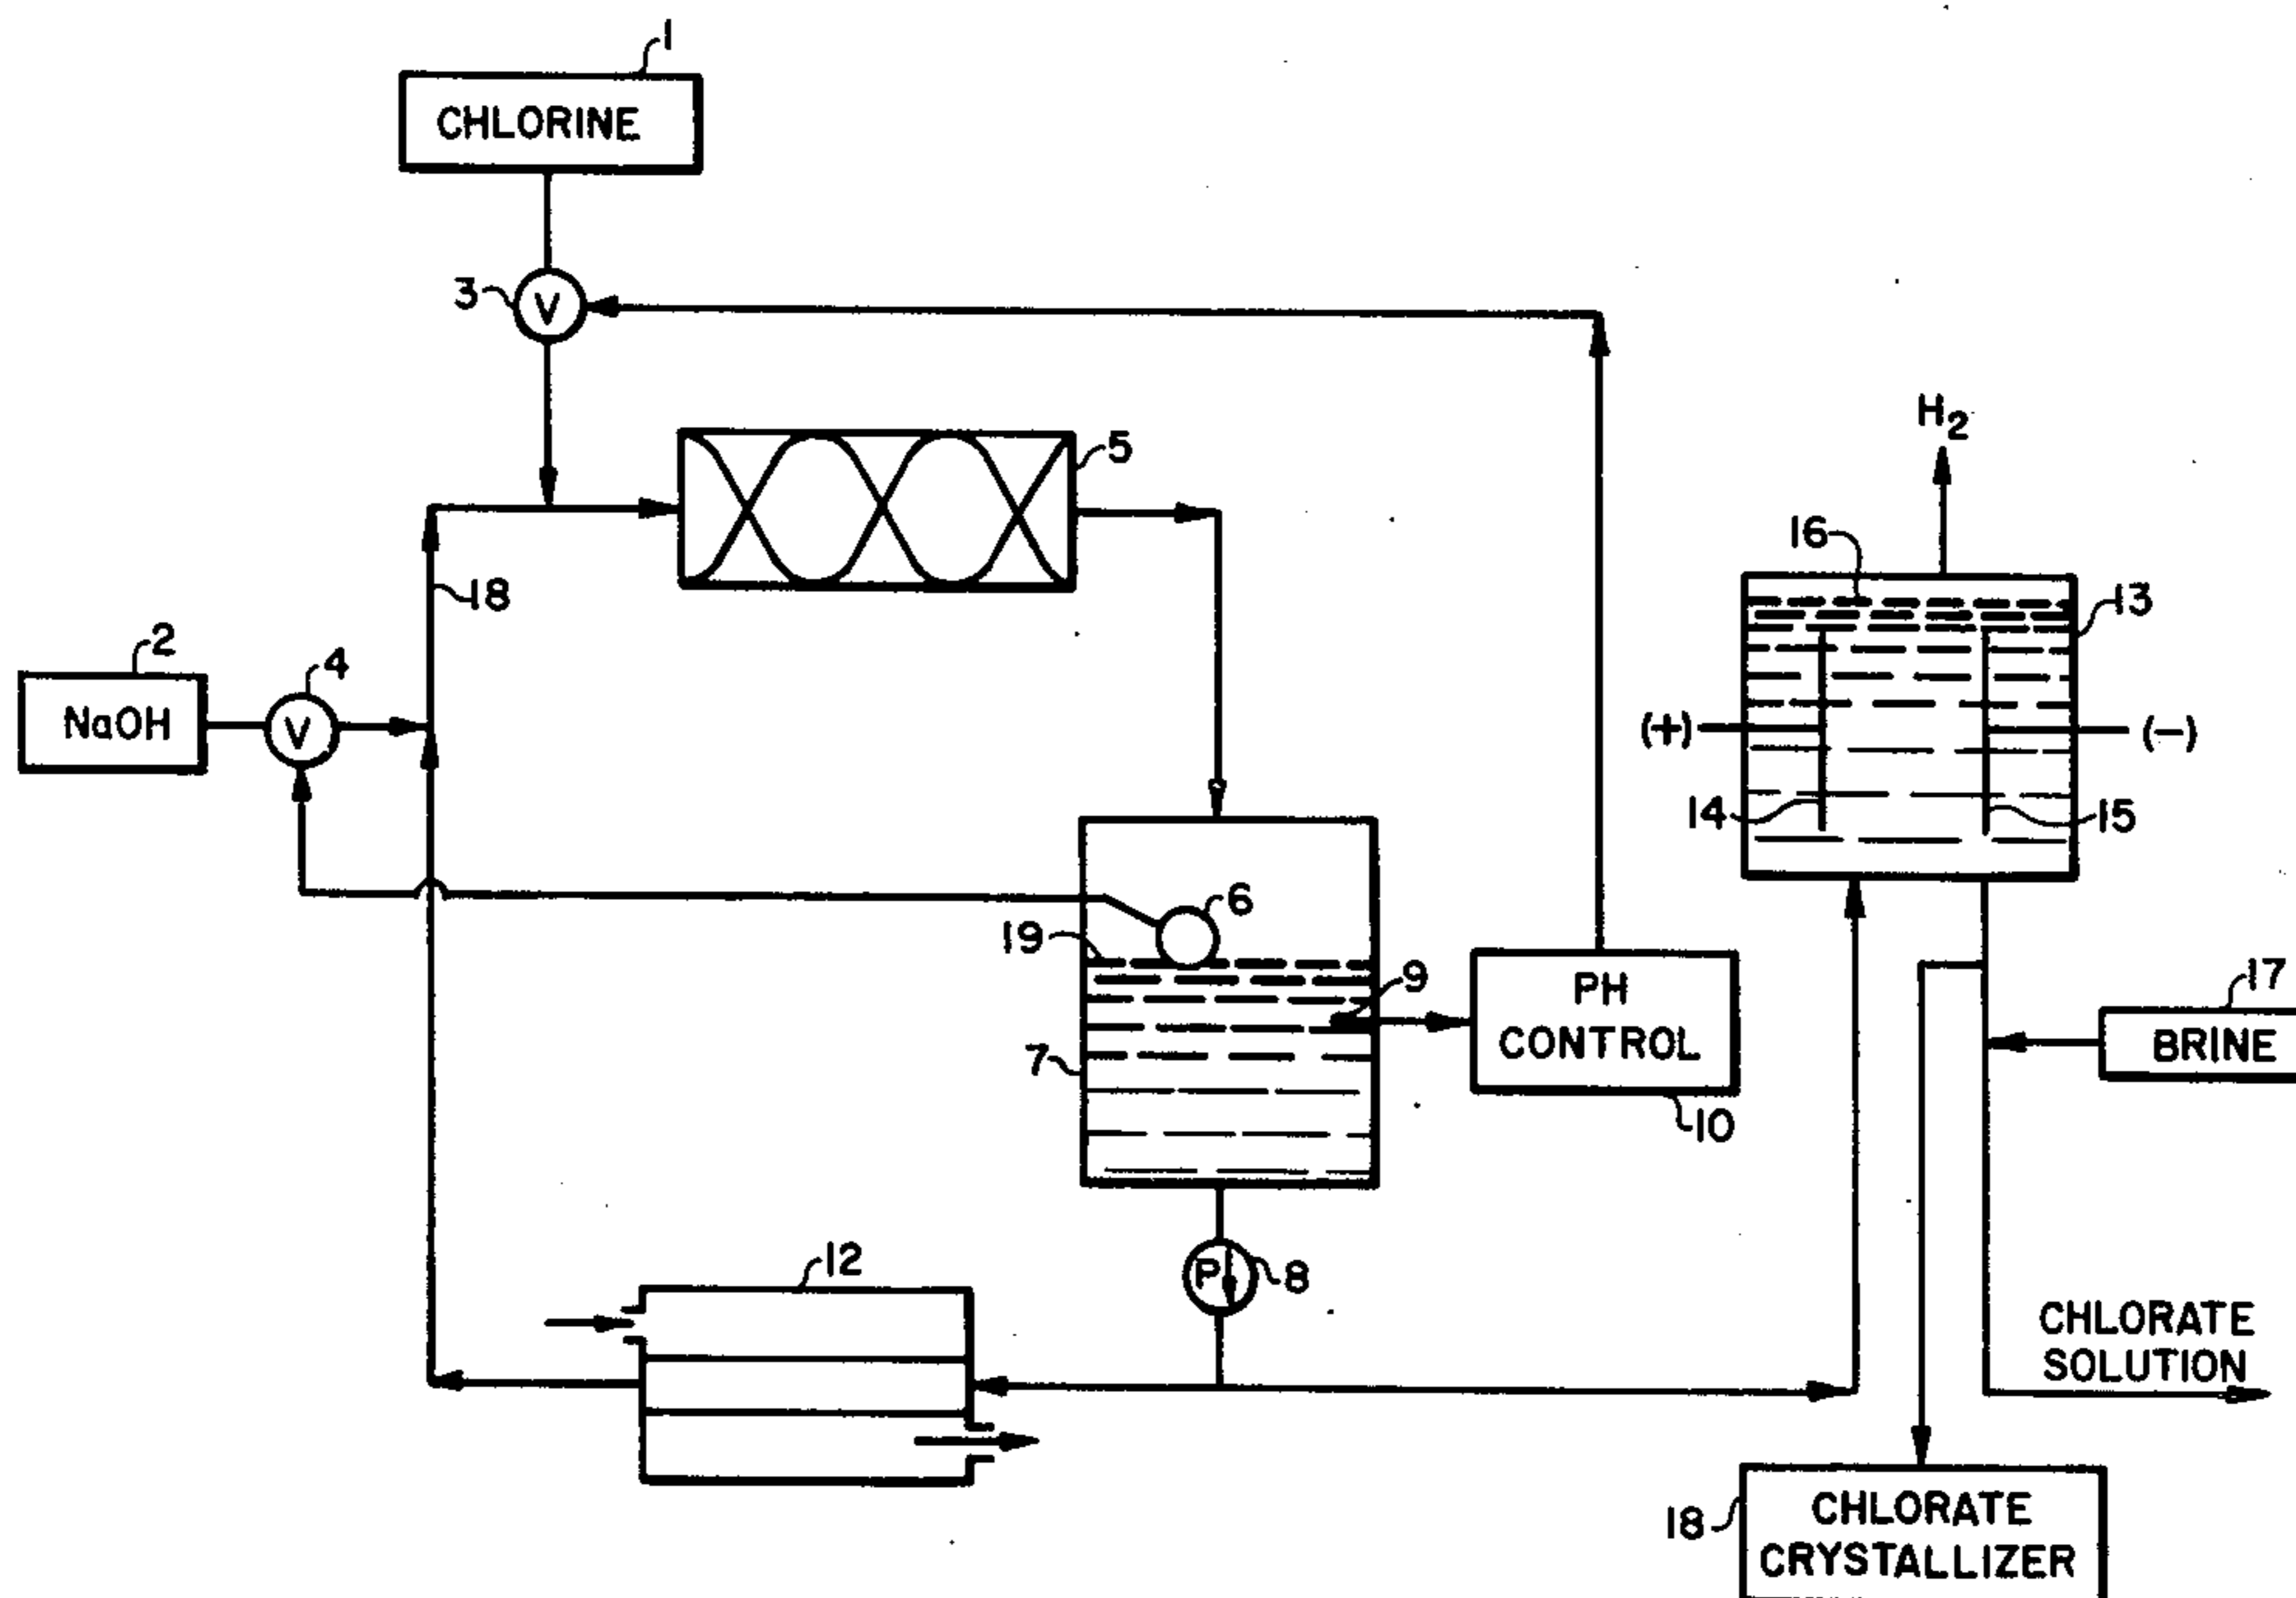 1
CHLORINE
3
V
5
H2
16
13
18
2
4
NaOH
V
(+)
(-)
14
15
6
19
9
PH
CONTROL
7
10
17
BRINE
12
P
8
CHLORATE
SOLUTION
18
CHLORATE
CRYSTALLIZER